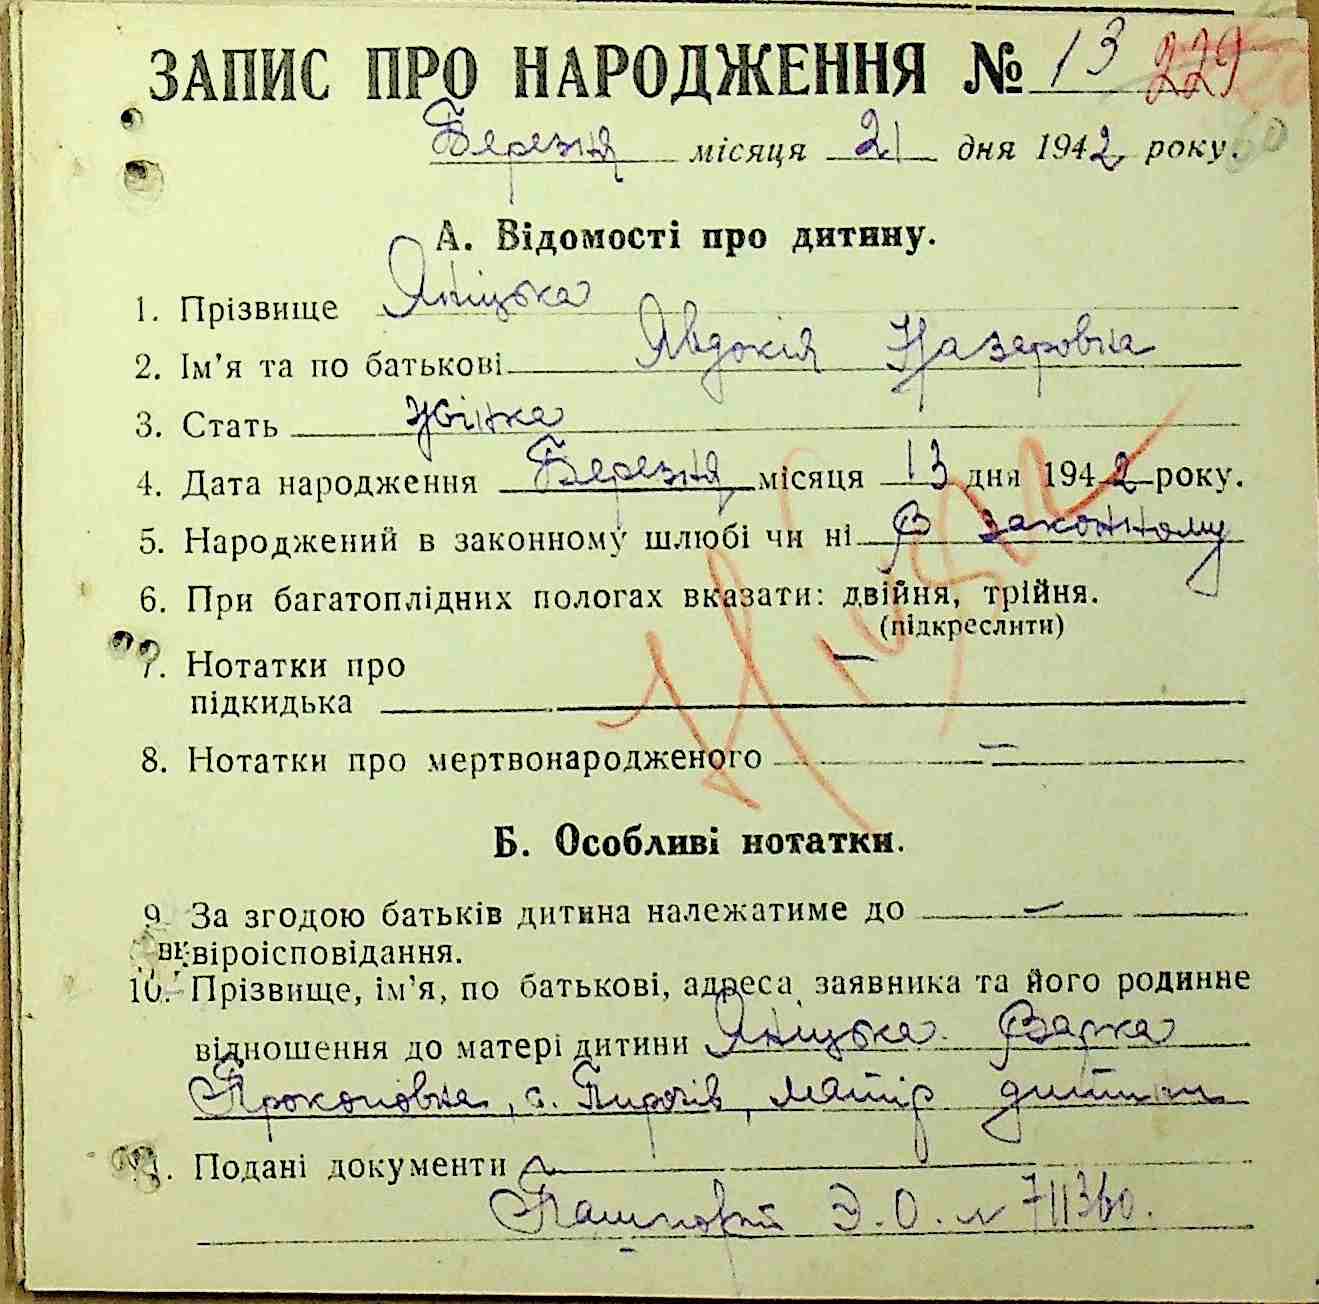 ЗАПИС ПРО НАРОДЖЕННЯ № 13 229
Березня місяця 21 дня 1942 року.
А. Відомості про дитину.
1. Прізвище Яніцька
2. Ім'я та по батькові Явдокія Назаровна
3. Стать жінка
4. Дата народження Березня місяця 13 дня 1942 року.
5. Народжений в законному шлюбі чи ні В законному
6. При багатоплідних пологах вказати: двійня, трійня.
(підкреслити)
7. Нотатки про —
підкидька
8. Нотатки про мертвонародженого —
Б. Особливі нотатки.
9. За згодою батьків дитина належатиме до —
віроісповідання.
10. Прізвище, ім'я, по батькові, адреса заявника та його родинне
відношення до матері дитини Яніцька Варка
Прокоповна, с. Пирогів, матір дитини
11. Подані документи
Пашпорт Э.О. № 711360.